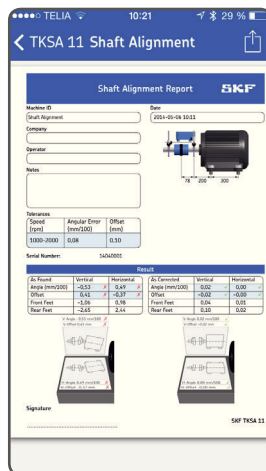 TELIA 10:21 29 %
TKSA 11 Shaft Alignment
Shaft Alignment Report SKF
Machine ID Date
Shaft Alignment 2014-05-06 10:11
Company
Operator
Notes
78 200 300
Tolerances
Speed Angular Error Offset
(rpm) (mm/100) (mm)
1000-2000 0,08 0,10
Serial Number: 14040001
Result
As Found Vertical Horizontal As Corrected Vertical Horizontal
Angle (mm/100) -0,53 0,49 Angle (mm/100) 0,02 0,00
Offset 0,41 -0,37 Offset -0,02 -0,00
Front Feet -1,06 0,98 Front Feet 0,04 0,01
Rear Feet -2,65 2,44 Rear Feet 0,10 0,02
Signature
SKF TKSA 11